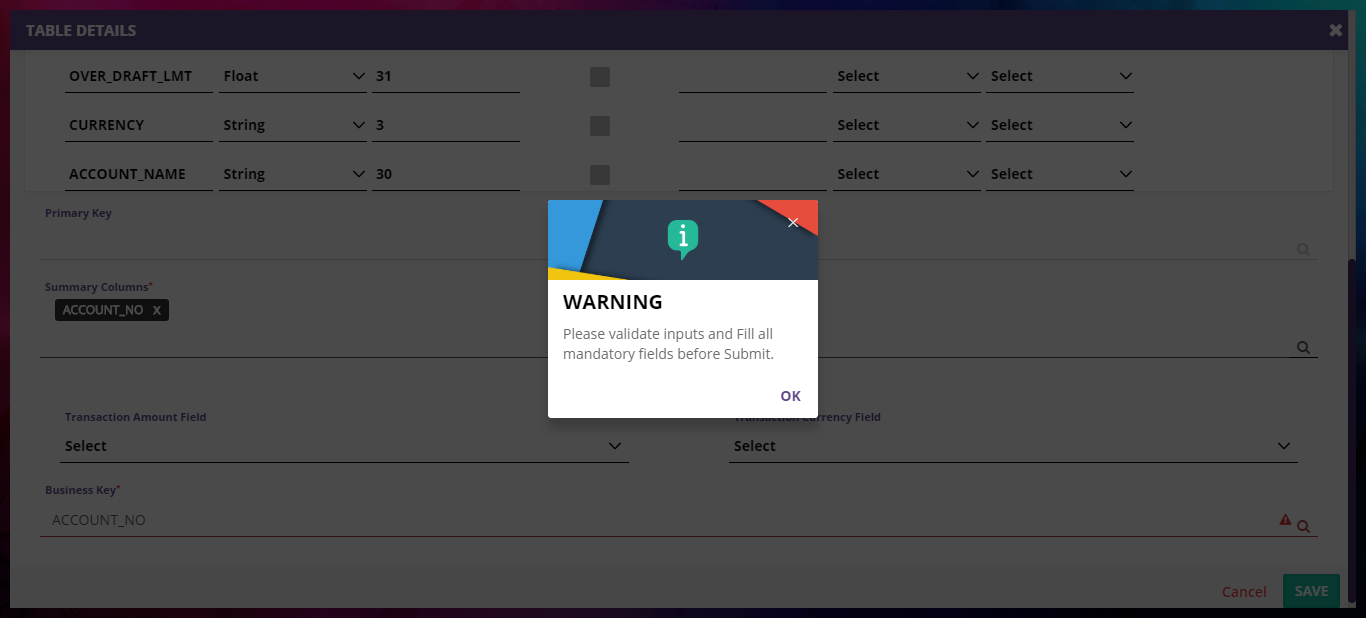 TABLE DETAILS
OVER_DRAFT_LMT Float 31 Select Select
CURRENCY String 3 Select Select
ACCOUNT_NAME String 30 Select Select
Primary Key
Summary Columns*
ACCOUNT_NO X
WARNING
Please validate inputs and Fill all
mandatory fields before Submit.
OK
Transaction Amount Field Transaction Currency Field
Select Select
Business Key*
ACCOUNT_NO
Cancel SAVE